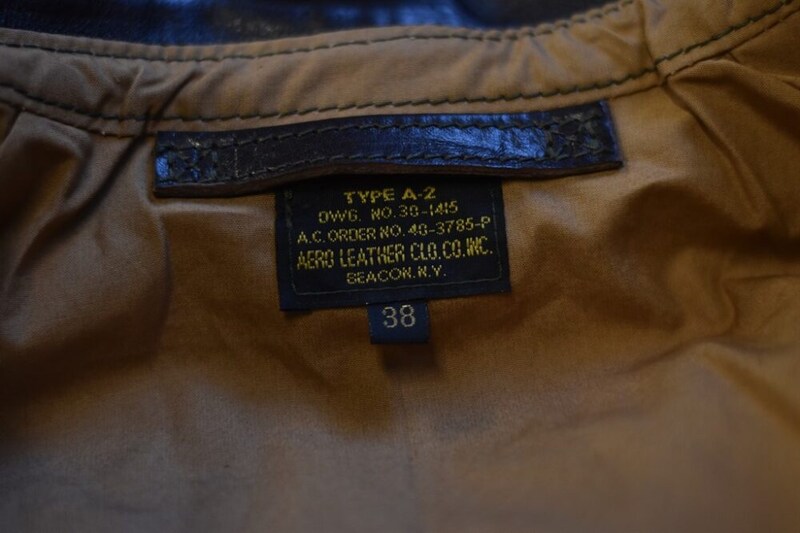 TYPE A-2
DWG. NO. 30-1415
A.C. ORDER NO. 40-3785-P
AERO LEATHER CLO. CO. INC.
BEACON. N.Y.
38